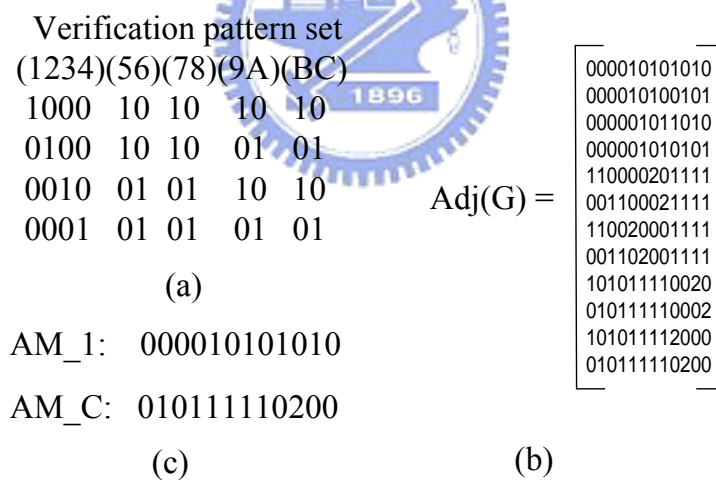 Verification pattern set
(1234)(56)(78)(9A)(BC)
1000 10 10 10 10
0100 10 10 01 01
0010 01 01 10 10
0001 01 01 01 01
(a)
AM_1: 000010101010
AM_C: 010111110200
(c)
1896
Adj(G) =
000010101010
000010100101
000001011010
000001010101
110000201111
001100021111
110020001111
001102001111
101011110020
010111110002
101011112000
010111110200
(b)